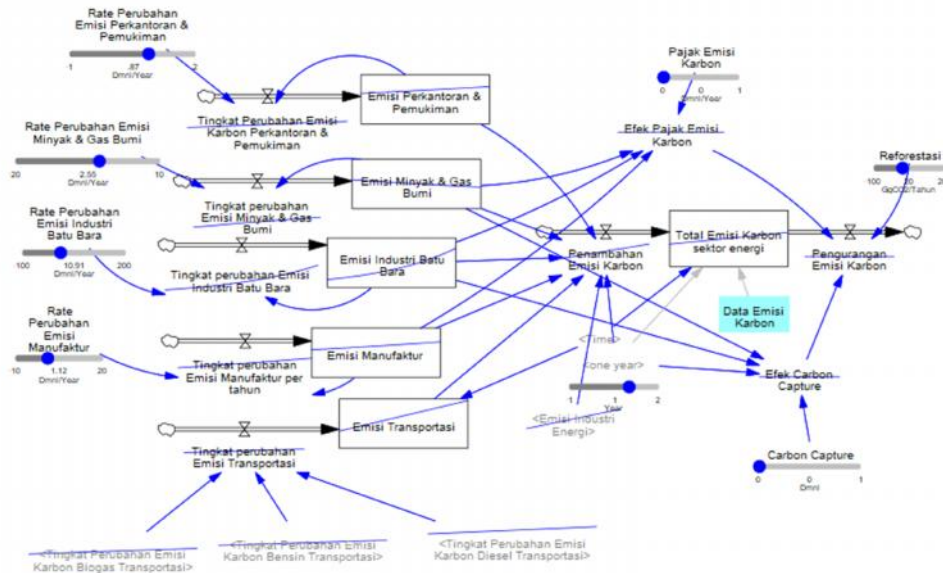 Rate Perubahan
Emisi Perkantoran &
Pemukiman
-1
.87
2
Dmnl/Year
Tingkat Perubahan Emisi
Karbon Perkantoran &
Pemukiman
Emisi Perkantoran &
Pemukiman
Pajak Emisi
Karbon
0
0
1
Dmnl/Year
Efek Pajak Emisi
Karbon
Rate Perubahan Emisi
Minyak & Gas Bumi
20
2.55
10
Dmnl/Year
Tingkat perubahan
Emisi Minyak & Gas
Bumi
Emisi Minyak & Gas
Bumi
Reforestasi
100
GgCO2/Tahun
Rate Perubahan
Emisi Industri
Batu Bara
100
10.91
200
Dmnl/Year
Tingkat perubahan Emisi
Industri Batu Bara
Emisi Industri Batu
Bara
Penambahan
Emisi Karbon
Total Emisi Karbon
sektor energi
Pengurangan
Emisi Karbon
Data Emisi
Karbon
Rate
Perubahan
Emisi
Manufaktur
10
1.12
20
Dmnl/Year
Tingkat perubahan
Emisi Manufaktur per
tahun
Emisi Manufaktur
<Time>
<one year>
1
2
Year
Efek Carbon
Capture
<Emisi Industri
Energi>
Tingkat perubahan
Emisi Transportasi
Emisi Transportasi
Carbon Capture
0
0
1
Dmnl
<Tingkat Perubahan Emisi
Karbon Biogas Transportasi>
<Tingkat Perubahan Emisi
Karbon Bensin Transportasi>
<Tingkat Perubahan Emisi
Karbon Diesel Transportasi>